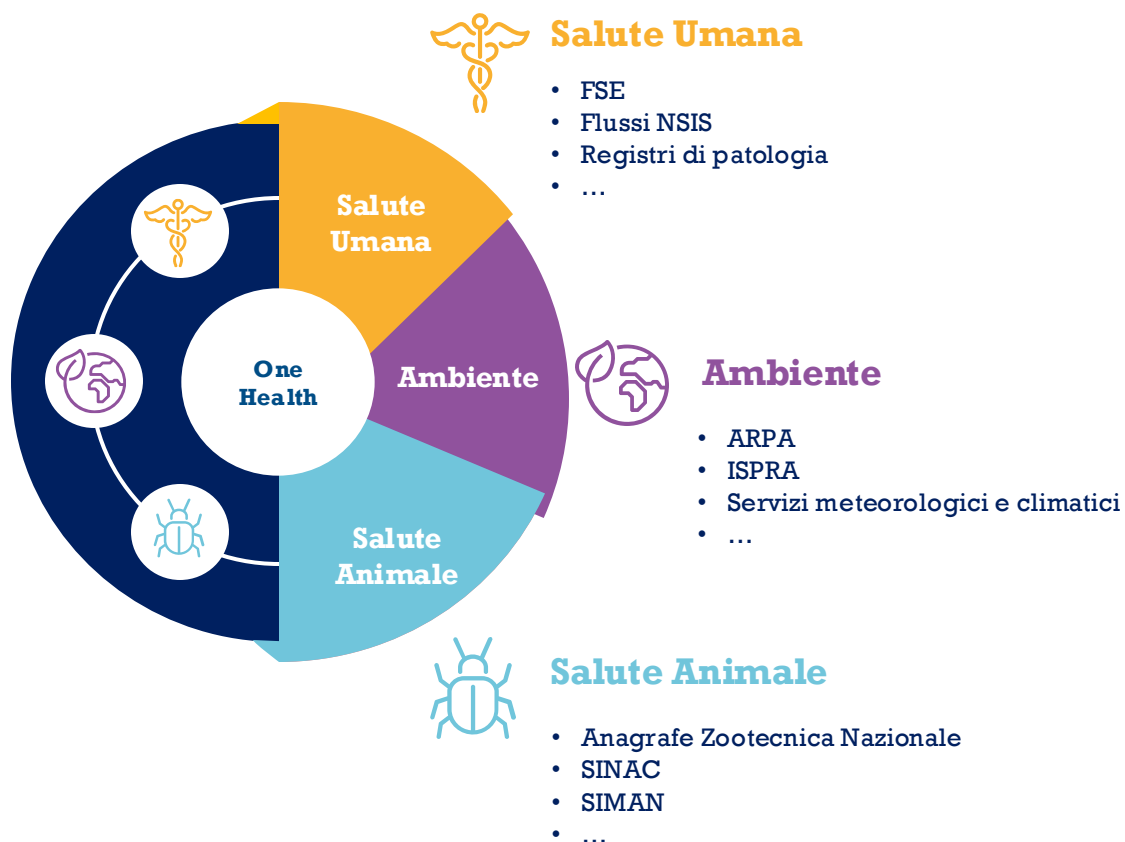 Salute Umana
• FSE
• Flussi NSIS
• Registri di patologia
• ...
Salute
Umana
One
Health
Ambiente
Ambiente
• ARPA
• ISPRA
• Servizi meteorologici e climatici
• ...
Salute
Animale
Salute Animale
• Anagrafe Zootecnica Nazionale
• SINAC
• SIMAN
• ...